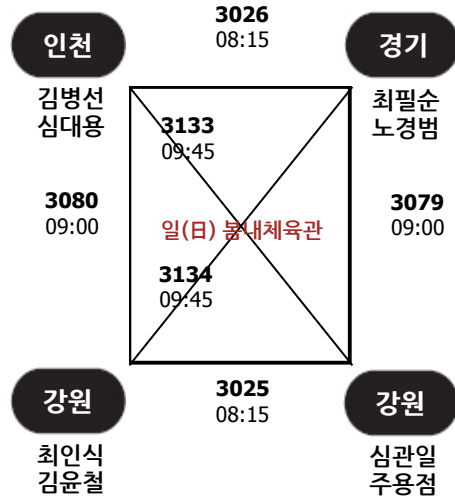 3026
08:15
인천
경기
김병선
심대용
최필순
노경범
3133
09:45
3080
09:00
3079
09:00
일(日) 봄내체육관
3134
09:45
강원
3025
08:15
강원
최인식
김윤철
심관일
주용점